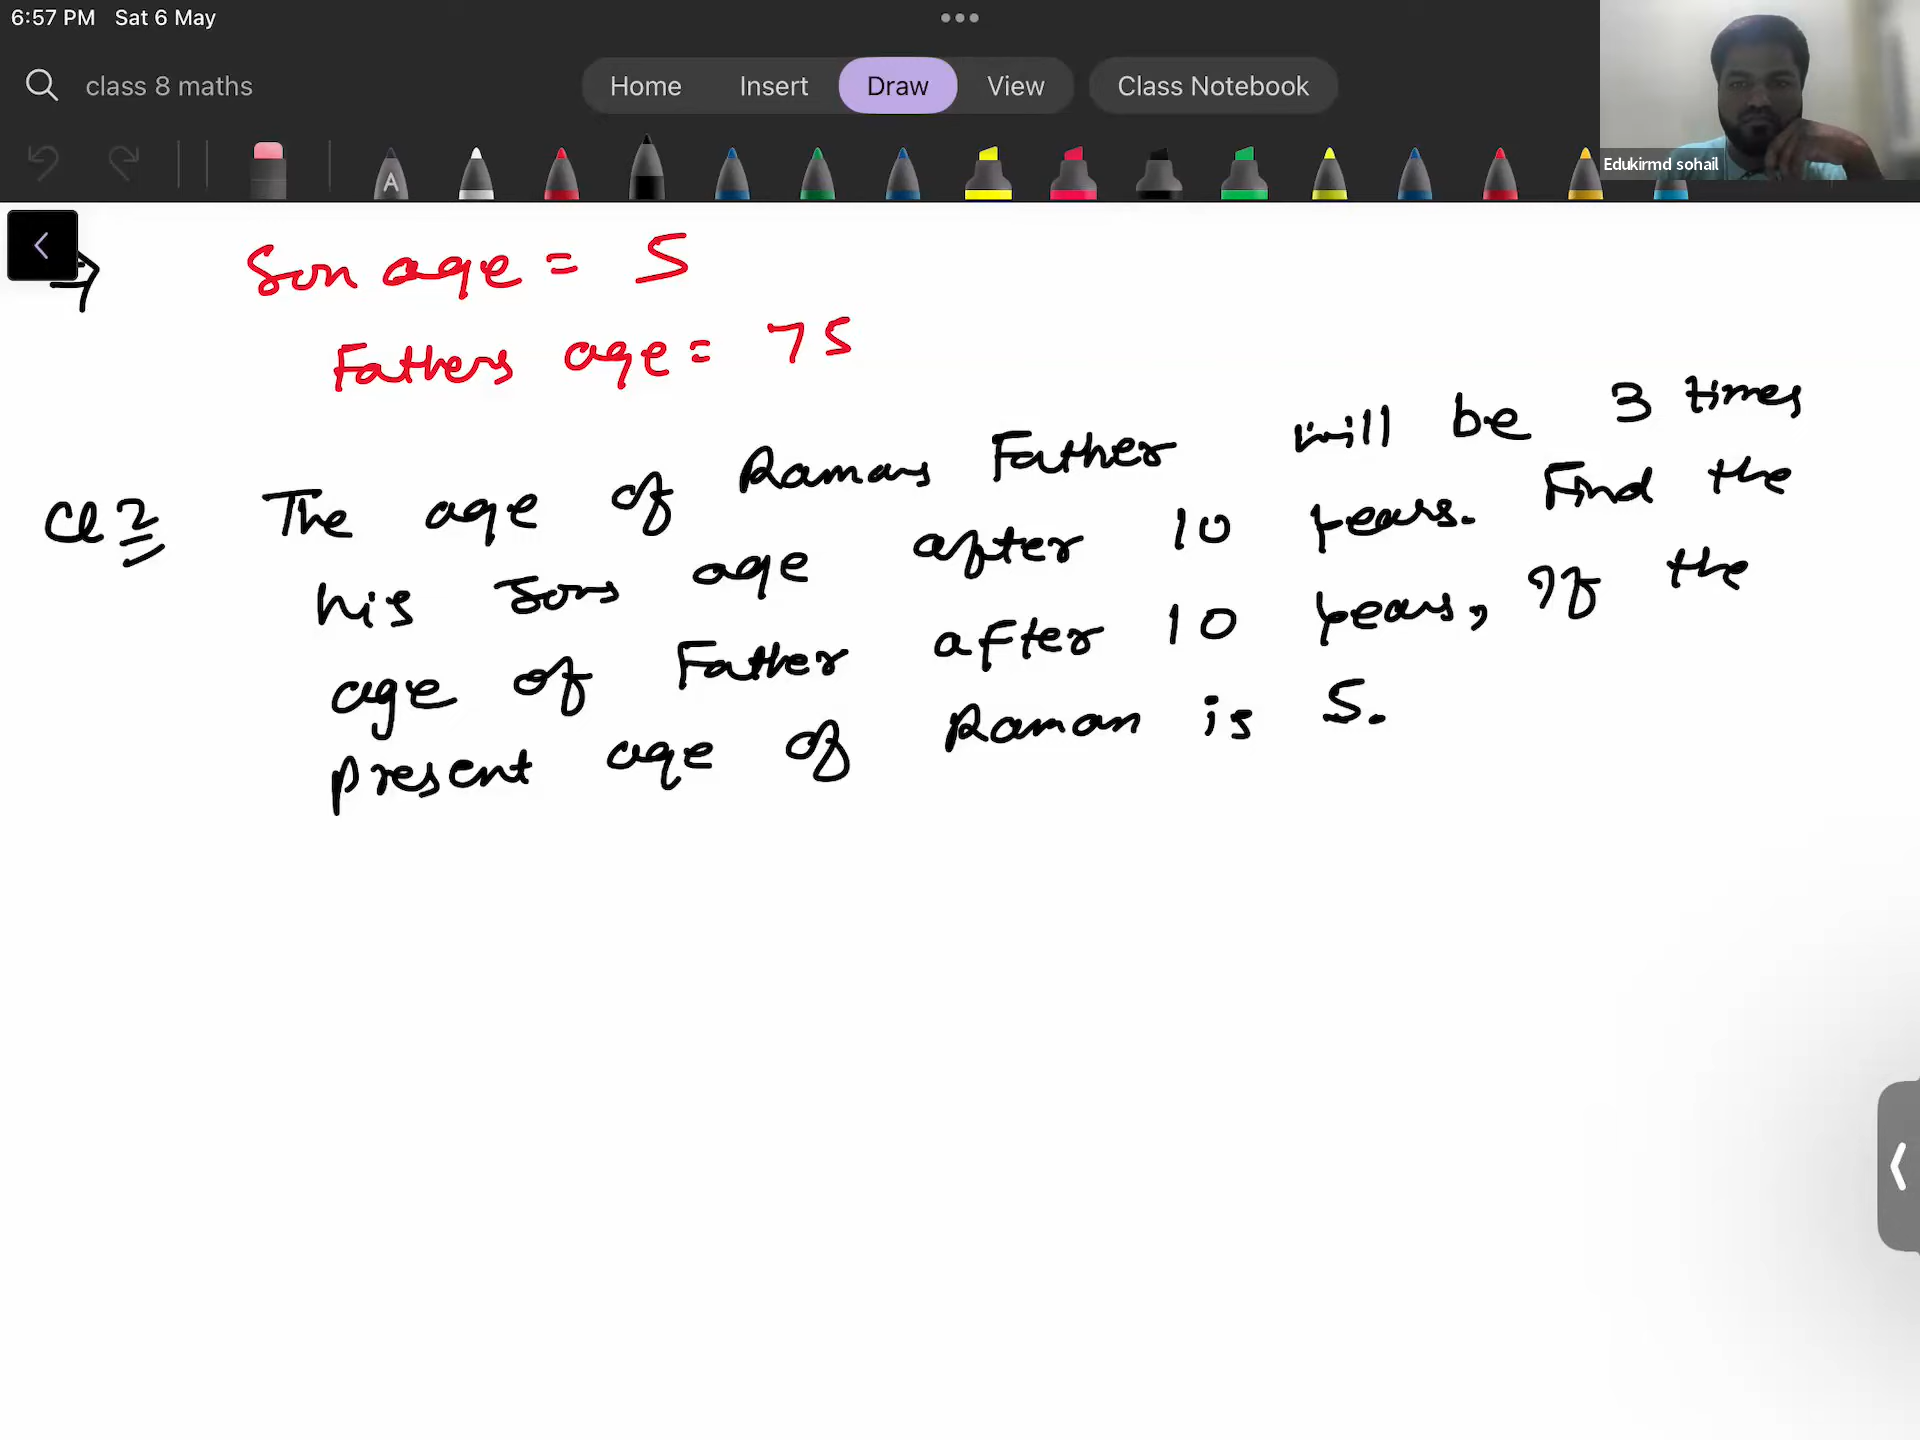 6:57 PM Sat 6 May
class 8 maths
Home Insert Draw View Class Notebook
A
Edukirmd sohail
Son age = 5
Fathers age = 75
Q2 The age of Ramans Father will be 3 times
his sons age after 10 years. Find the
age of Father after 10 years, If the
present age of Raman is 5.